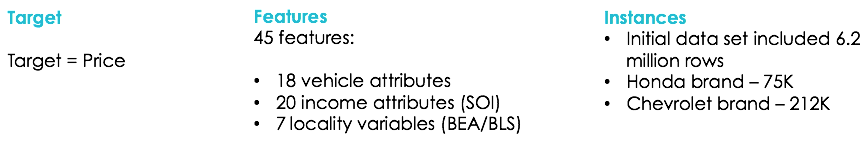 Target
Target = Price
Features
45 features:
• 18 vehicle attributes
• 20 income attributes (SOI)
• 7 locality variables (BEA/BLS)
Instances
• Initial data set included 6.2
million rows
• Honda brand – 75K
• Chevrolet brand – 212K